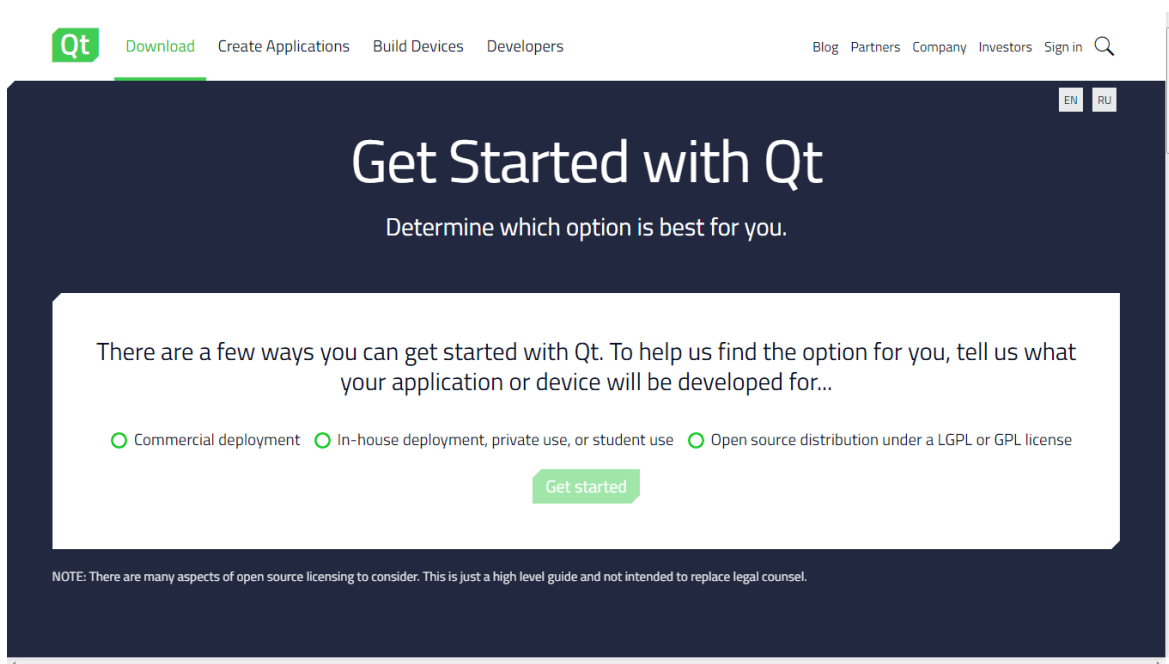 Qt Download Create Applications Build Devices Developers Blog Partners Company Investors Sign in
EN RU
Get Started with Qt
Determine which option is best for you.
There are a few ways you can get started with Qt. To help us find the option for you, tell us what
your application or device will be developed for...
Commercial deployment In-house deployment, private use, or student use Open source distribution under a LGPL or GPL license
Get started
NOTE: There are many aspects of open source licensing to consider. This is just a high level guide and not intended to replace legal counsel.